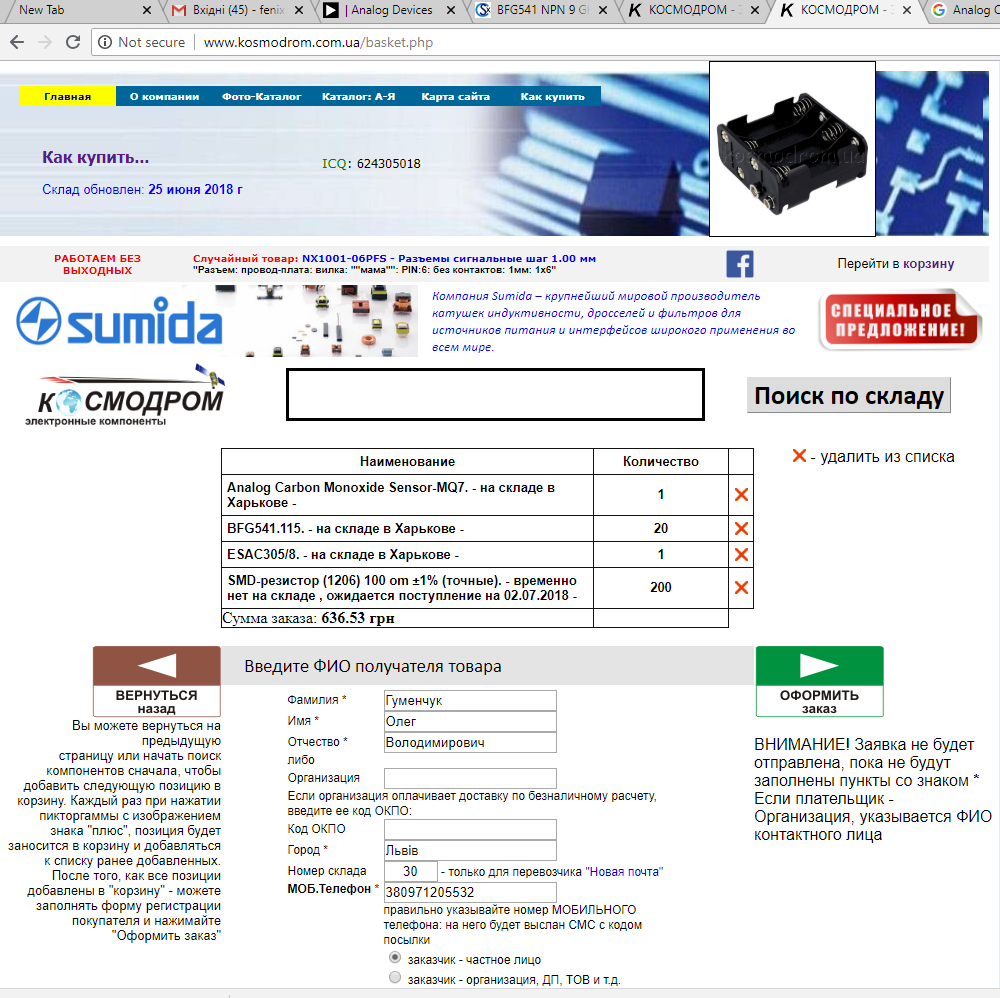 New Tab
Вхідні (45) - fenix
| Analog Devices
BFG541 NPN 9 GH
КОСМОДРОМ -
КОСМОДРОМ -
Analog C
Not secure | www.kosmodrom.com.ua/basket.php
Главная
О компании
Фото-Каталог
Каталог: А-Я
Карта сайта
Как купить
Как купить...
ICQ: 624305018
Склад обновлен: 25 июня 2018 г
kosmodrom.ua
РАБОТАЕМ БЕЗ
ВЫХОДНЫХ
Случайный товар: NX1001-06PFS - Разъемы сигнальные шаг 1.00 мм
"Разъем: провод-плата: вилка: ""мама"": PIN:6: без контактов: 1мм: 1x6"
Перейти в корзину
sumida
Компания Sumida – крупнейший мировой производитель
катушек индуктивности, дросселей и фильтров для
источников питания и интерфейсов широкого применения во
всем мире.
СПЕЦИАЛЬНОЕ
ПРЕДЛОЖЕНИЕ!
КОСМОДРОМ
электронные компоненты
Поиск по складу
Наименование
Количество
- удалить из списка
Analog Carbon Monoxide Sensor-MQ7. - на складе в
Харькове -
1
BFG541.115. - на складе в Харькове -
20
ESAC305/8. - на складе в Харькове -
1
SMD-резистор (1206) 100 om ±1% (точные). - временно
нет на складе , ожидается поступление на 02.07.2018 -
200
Сумма заказа: 636.53 грн
ВЕРНУТЬСЯ
назад
Вы можете вернуться на
предыдущую
страницу или начать поиск
компонентов сначала, чтобы
добавить следующую позицию в
корзину. Каждый раз при нажатии
пикторгаммы с изображением
знака "плюс", позиция будет
заносится в корзину и добавляться
к списку ранее добавленных.
После того, как все позиции
добавлены в "корзину" - можете
заполнять форму регистрации
покупателя и нажимайте
"Оформить заказ"
Введите ФИО получателя товара
Фамилия * Гуменчук
Имя * Олег
Отчество * Володимирович
либо
Организация
Если организация оплачивает доставку по безналичному расчету,
введите ее код ОКПО:
Код ОКПО
Город * Львів
Номер склада 30 - только для перевозчика "Новая почта"
МОБ.Телефон * 380971205532
правильно указывайте номер МОБИЛЬНОГО
телефона: на него будет выслан СМС с кодом
посылки
заказчик - частное лицо
заказчик - организация, ДП, ТОВ и т.д.
ОФОРМИТЬ
заказ
ВНИМАНИЕ! Заявка не будет
отправлена, пока не будут
заполнены пункты со знаком *
Если плательщик -
Организация, указывается ФИО
контактного лица